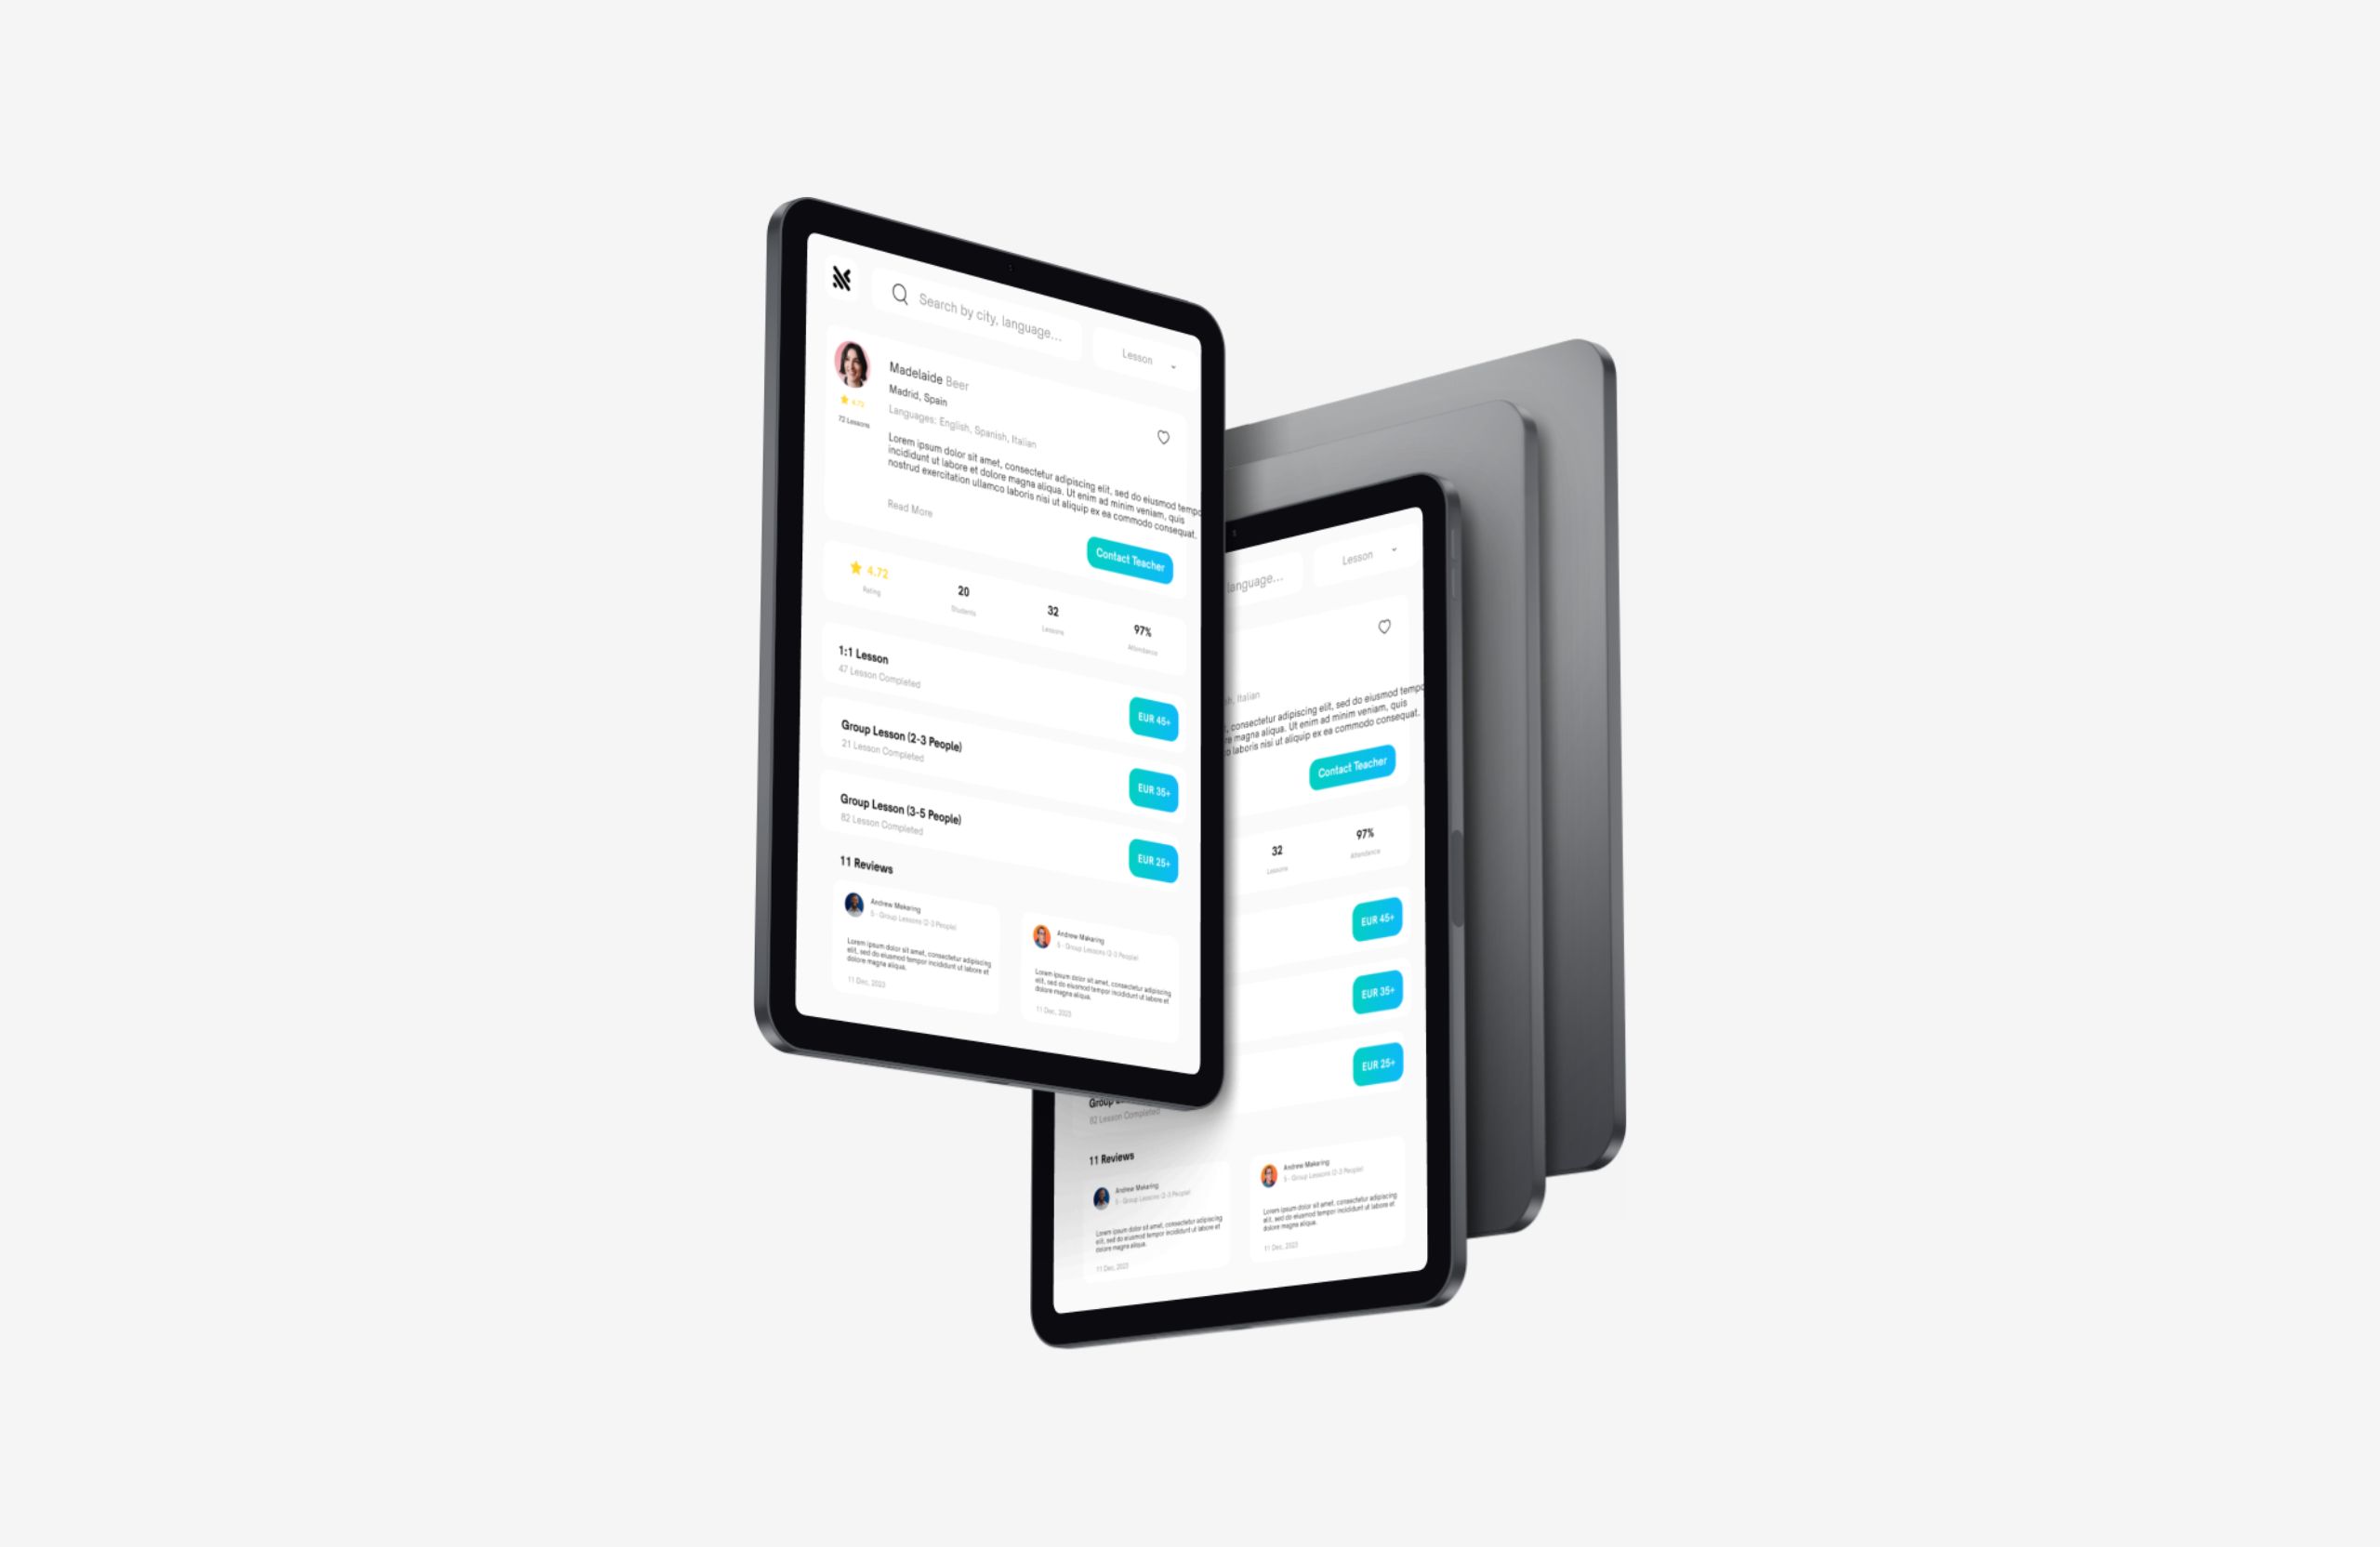 Search by city, language...
Lesson
Madelaide Beer
Madrid, Spain
Languages: English, Spanish, Italian
4.72
72 Lessons
Lorem ipsum dolor sit amet, consectetur adipiscing elit, sed do eiusmod tempo
incididunt ut labore et dolore magna aliqua. Ut enim ad minim veniam, quis
nostrud exercitation ullamco laboris nisi ut aliquip ex ea commodo consequat.
Read More
Contact Teacher
4.72
Rating
20
Students
32
Lessons
97%
Attendance
1:1 Lesson
47 Lesson Completed
EUR 45+
Group Lesson (2-3 People)
21 Lesson Completed
EUR 35+
Group Lesson (3-5 People)
82 Lesson Completed
EUR 25+
11 Reviews
Andrew Makaring
5 - Group Lessons (2-3 People)
Lorem ipsum dolor sit amet, consectetur adipiscing
elit, sed do eiusmod tempor incididunt ut labore et
dolore magna aliqua.
11 Dec, 2023
Andrew Makaring
5 - Group Lessons (2-3 People)
Lorem ipsum dolor sit amet, consectetur adipiscing
elit, sed do eiusmod tempor incididunt ut labore et
dolore magna aliqua.
11 Dec, 2023
language...
Lesson
Italian
consectetur adipiscing elit, sed do eiusmod tempo
magna aliqua. Ut enim ad minim veniam, quis
laboris nisi ut aliquip ex ea commodo consequat.
Contact Teacher
32
Lessons
97%
Attendance
EUR 45+
EUR 35+
EUR 25+
Group
82 Lesson Completed
11 Reviews
Andrew Makaring
5 - Group Lessons (2-3 People)
Lorem ipsum dolor sit amet, consectetur adipiscing
elit, sed do eiusmod tempor incididunt ut labore et
dolore magna aliqua.
11 Dec, 2023
Andrew Makaring
5 - Group Lessons (2-3 People)
Lorem ipsum dolor sit amet, consectetur adipiscing
elit, sed do eiusmod tempor incididunt ut labore et
dolore magna aliqua.
11 Dec, 2023